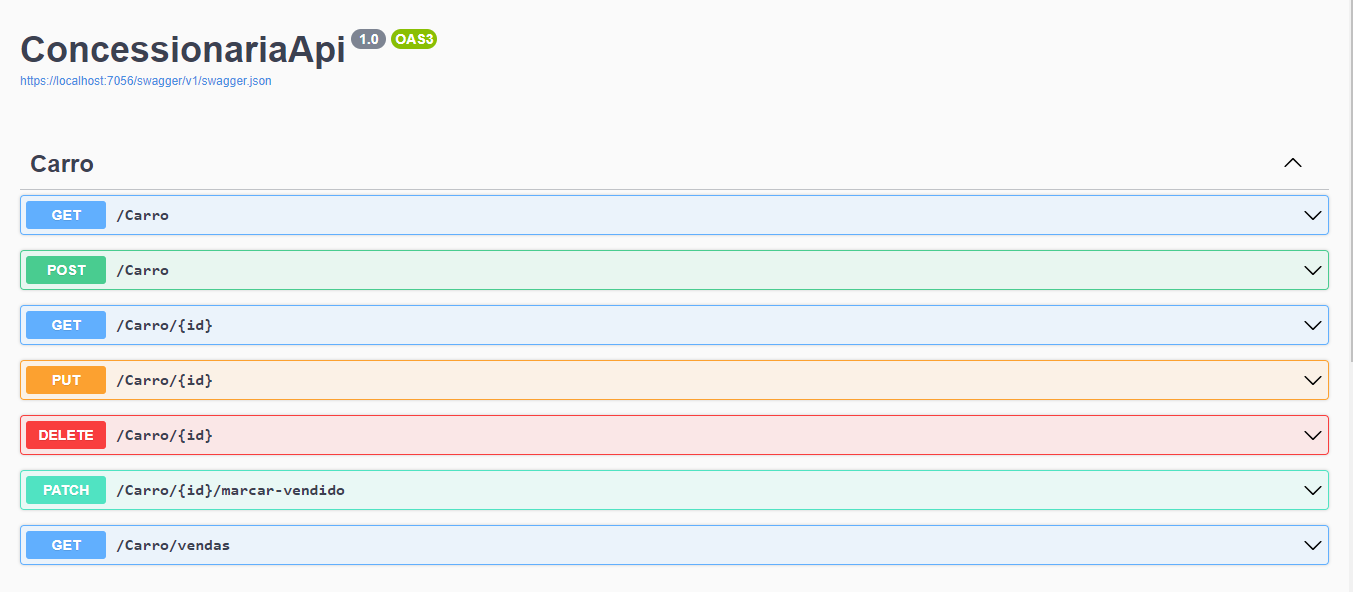 ConcessionariaApi 1.0 OAS3
https://localhost:7056/swagger/v1/swagger.json
Carro
GET /Carro
POST /Carro
GET /Carro/{id}
PUT /Carro/{id}
DELETE /Carro/{id}
PATCH /Carro/{id}/marcar-vendido
GET /Carro/vendas